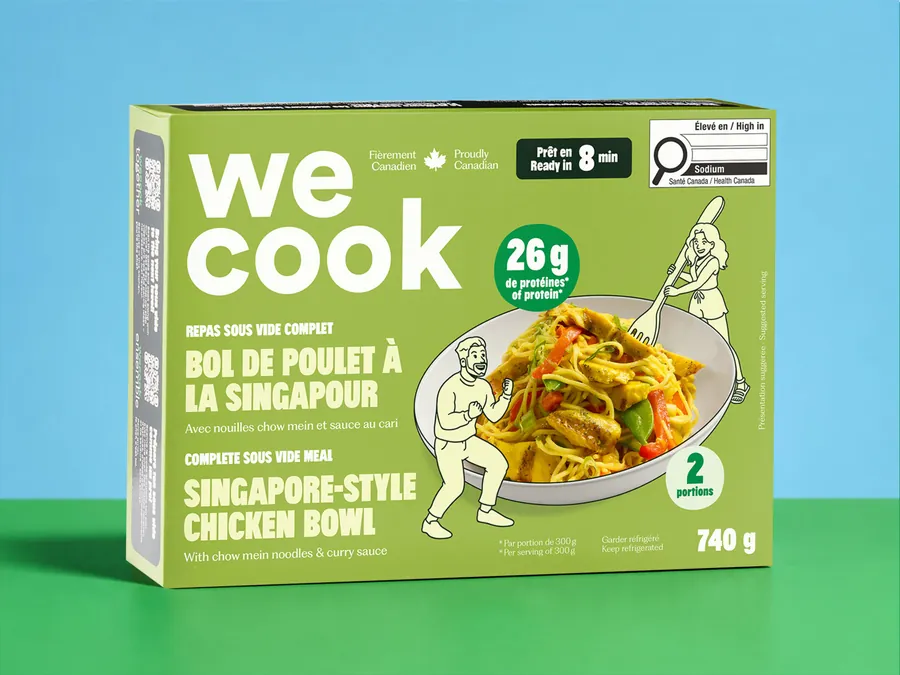 we
cook
Fièrement
Canadien
Proudly
Canadian
Prêt en
Ready in
8 min
Élevé en / High in
Sodium
Santé Canada / Health Canada
26 g
de protéines*
of protein*
REPAS SOUS VIDE COMPLET
BOL DE POULET À
LA SINGAPOUR
Avec nouilles chow mein et sauce au cari
COMPLETE SOUS VIDE MEAL
SINGAPORE-STYLE
CHICKEN BOWL
With chow mein noodles & curry sauce
2
portions
* Par portion de 300 g
* Per serving of 300 g
Garder réfrigéré
Keep refrigerated
740 g
Présentation suggérée . Suggested serving
together
ensemble